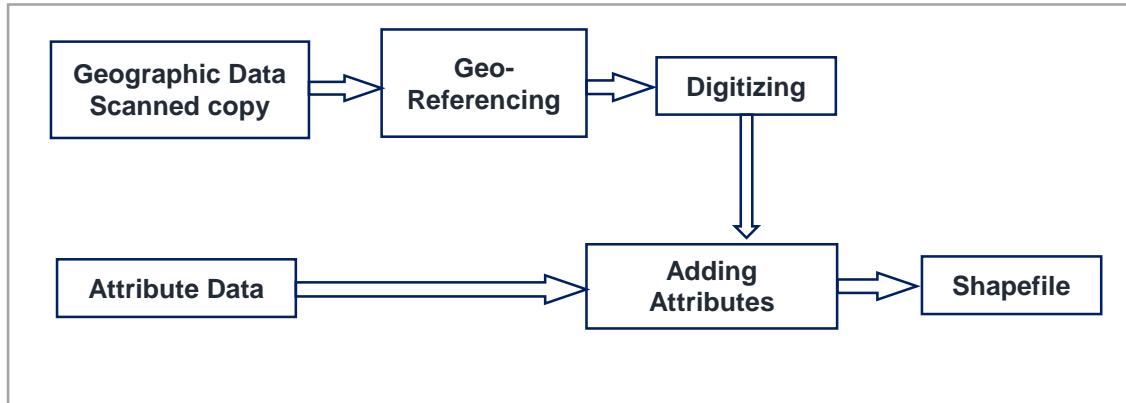 Geographic Data
Scanned copy
Geo-
Referencing
Digitizing
Attribute Data
Adding
Attributes
Shapefile